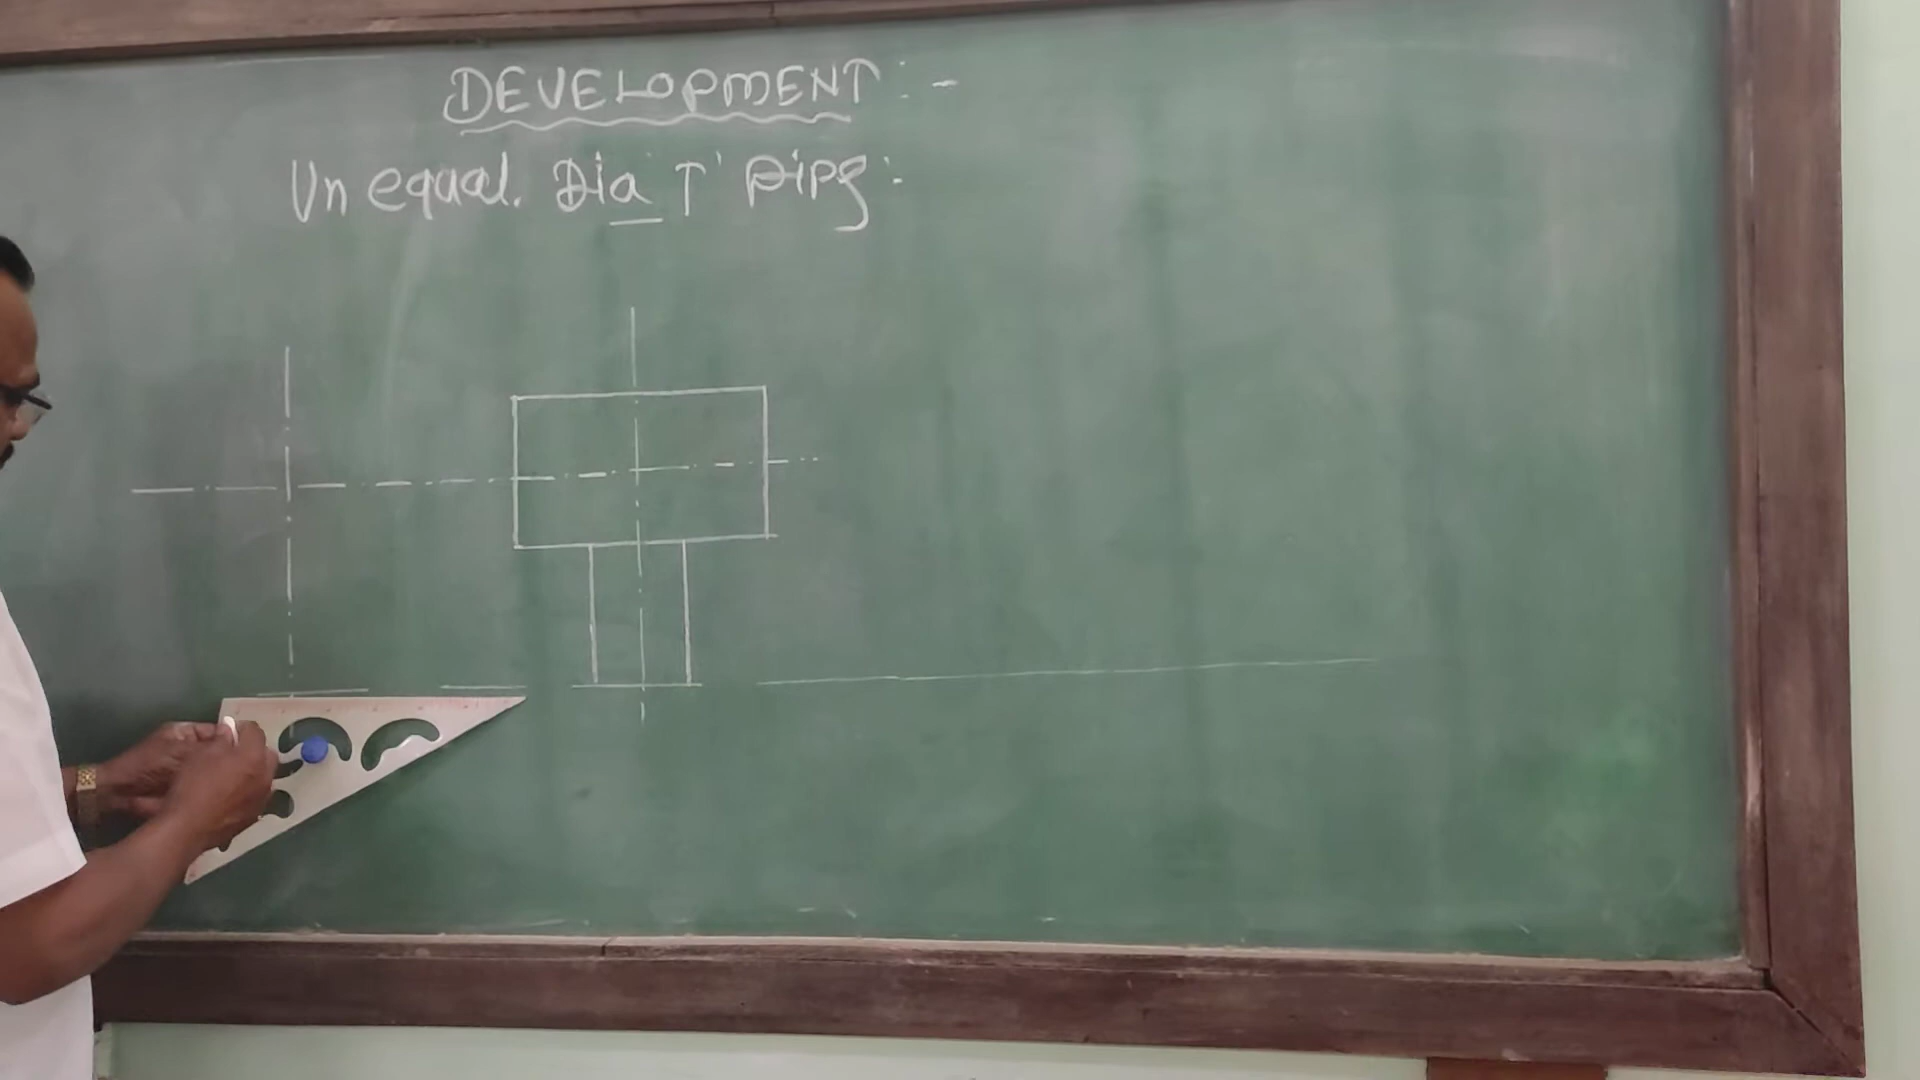 DEVELOPMENT :-
Un equal. Dia 'T' Pipe :